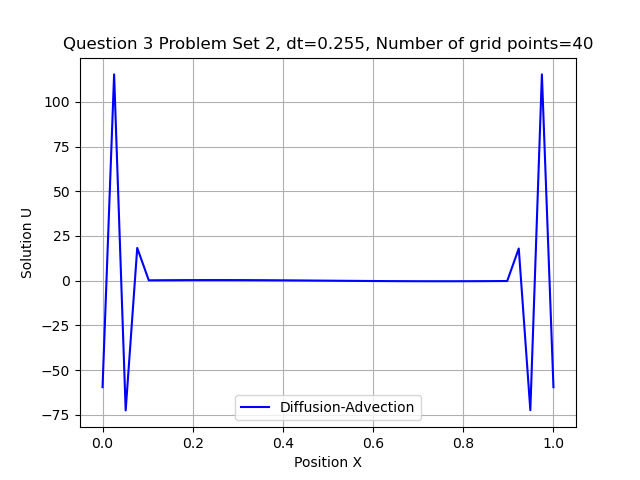 Question 3 Problem Set 2, dt=0.255, Number of grid points=40
100
75
50
25
0
−25
−50
−75
Solution U
Diffusion-Advection
0.0 0.2 0.4 0.6 0.8 1.0
Position X